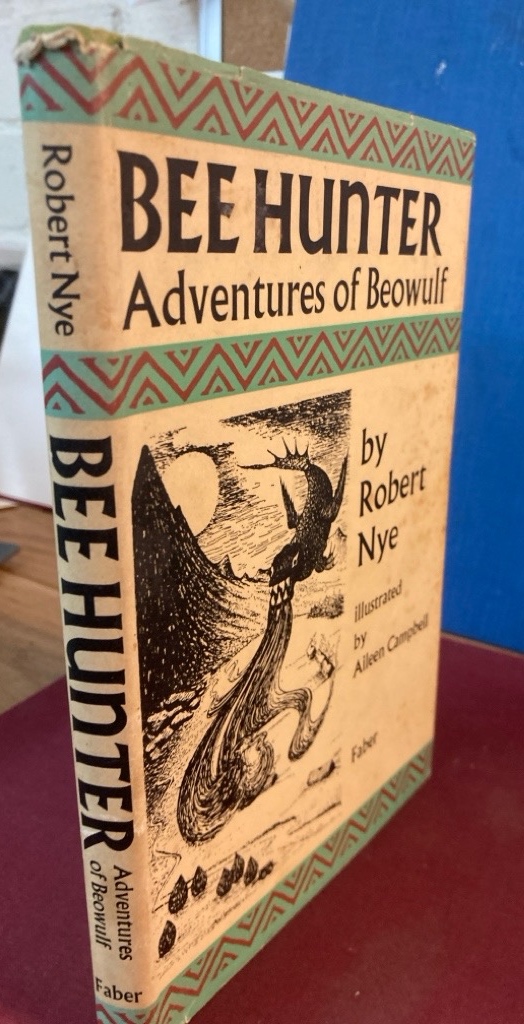 BEE HUNTER
Adventures of Beowulf
by
Robert
Nye
illustrated
by
Aileen Campbell
Faber
Robert Nye
BEE HUNTER
Adventures
of Beowulf
Faber